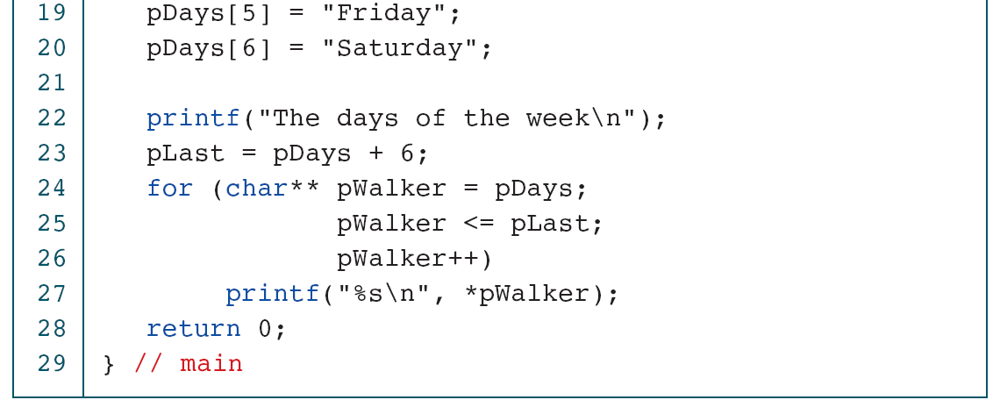 19 pDays[5] = "Friday";
20 pDays[6] = "Saturday";
21
22 printf("The days of the week\n");
23 pLast = pDays + 6;
24 for (char** pWalker = pDays;
25 pWalker <= pLast;
26 pWalker++)
27 printf("%s\n", *pWalker);
28 return 0;
29 } // main